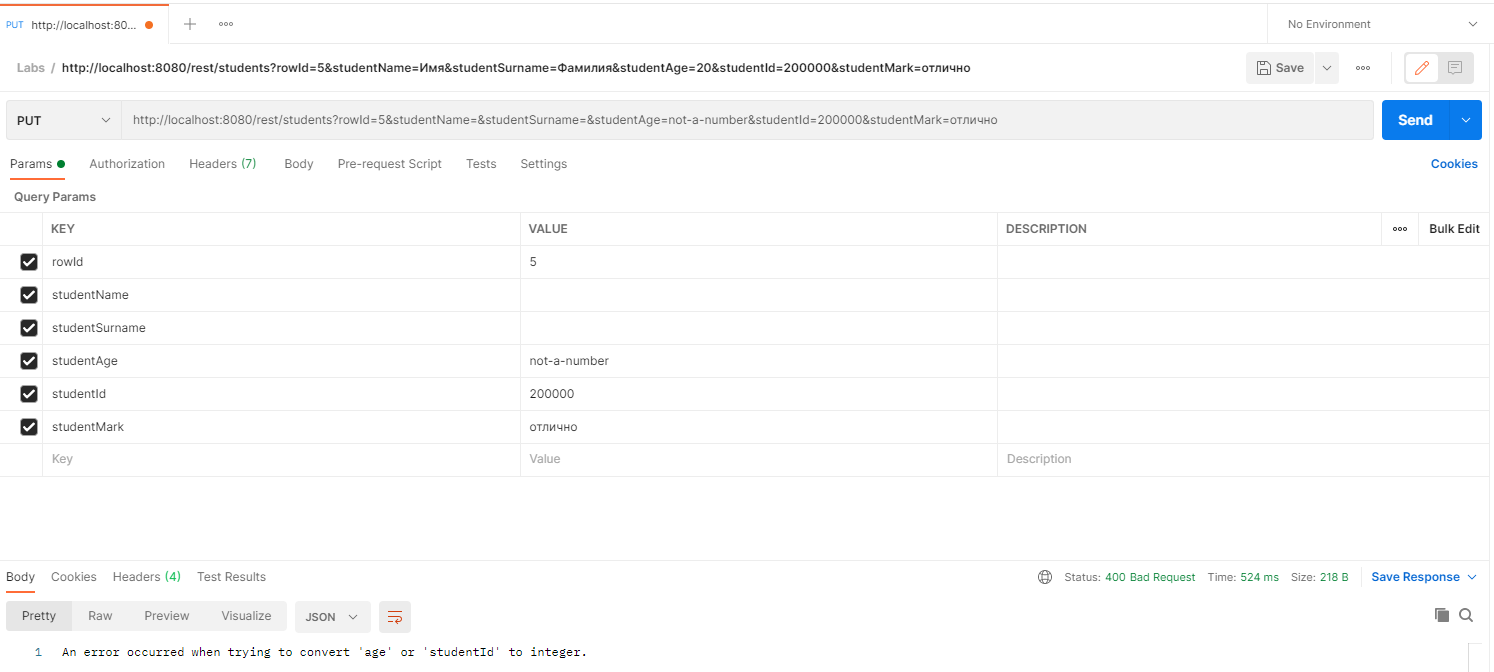 PUT http://localhost:80... No Environment
Labs / http://localhost:8080/rest/students?rowId=5&studentName=Имя&studentSurname=Фамилия&studentAge=20&studentId=200000&studentMark=отлично Save
PUT http://localhost:8080/rest/students?rowId=5&studentName=&studentSurname=&studentAge=not-a-number&studentId=200000&studentMark=отлично Send
Params Authorization Headers (7) Body Pre-request Script Tests Settings Cookies
Query Params
KEY VALUE DESCRIPTION Bulk Edit
rowId 5
studentName
studentSurname
studentAge not-a-number
studentId 200000
studentMark отлично
Key Value Description
Body Cookies Headers (4) Test Results Status: 400 Bad Request Time: 524 ms Size: 218 B Save Response
Pretty Raw Preview Visualize JSON
1 An error occurred when trying to convert 'age' or 'studentId' to integer.